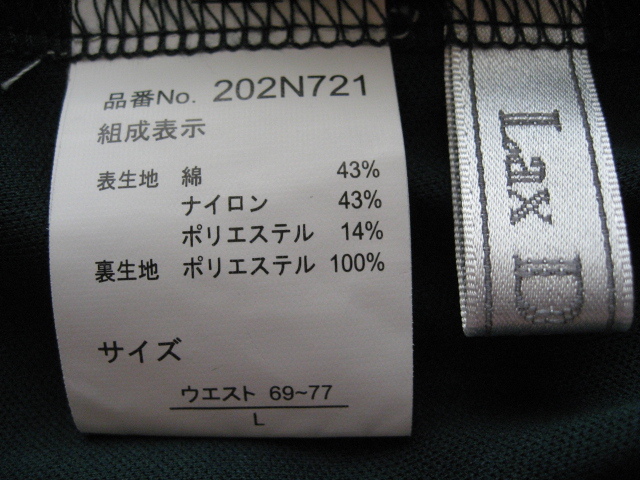 品番No. 202N721
組成表示
表生地 綿 43%
ナイロン 43%
ポリエステル 14%
裏生地 ポリエステル 100%
サイズ
ウエスト 69~77
L
Lax D